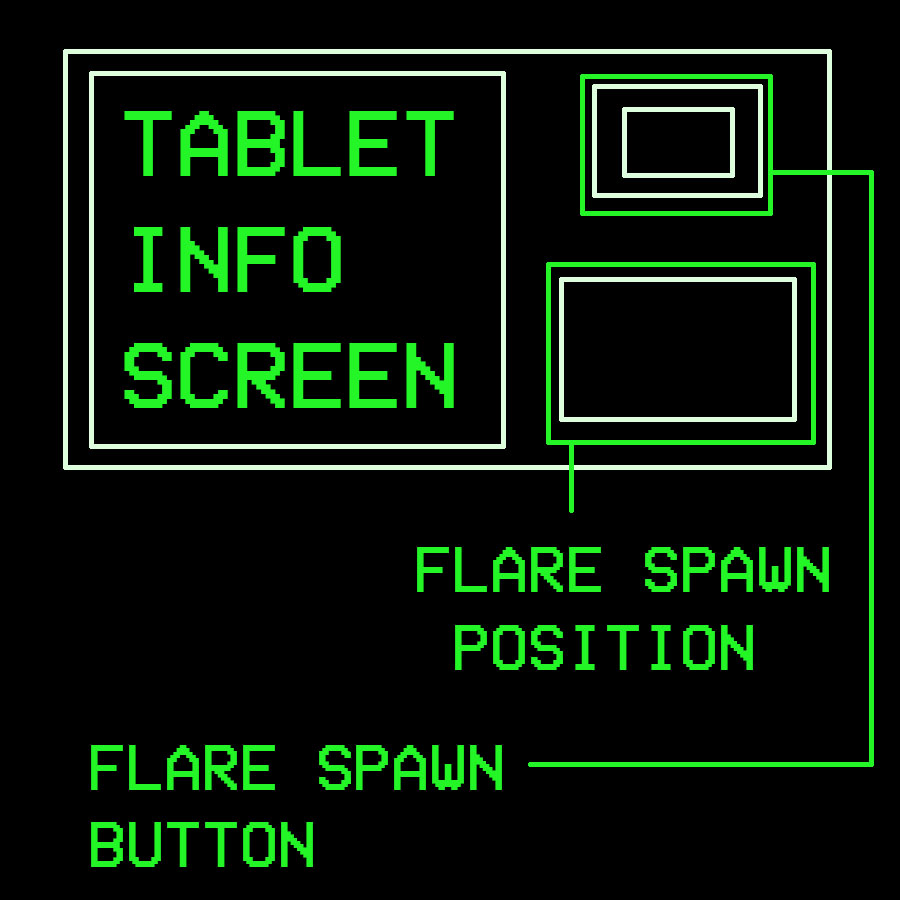 TABLET
INFO
SCREEN
FLARE SPAWN
POSITION
FLARE SPAWN
BUTTON